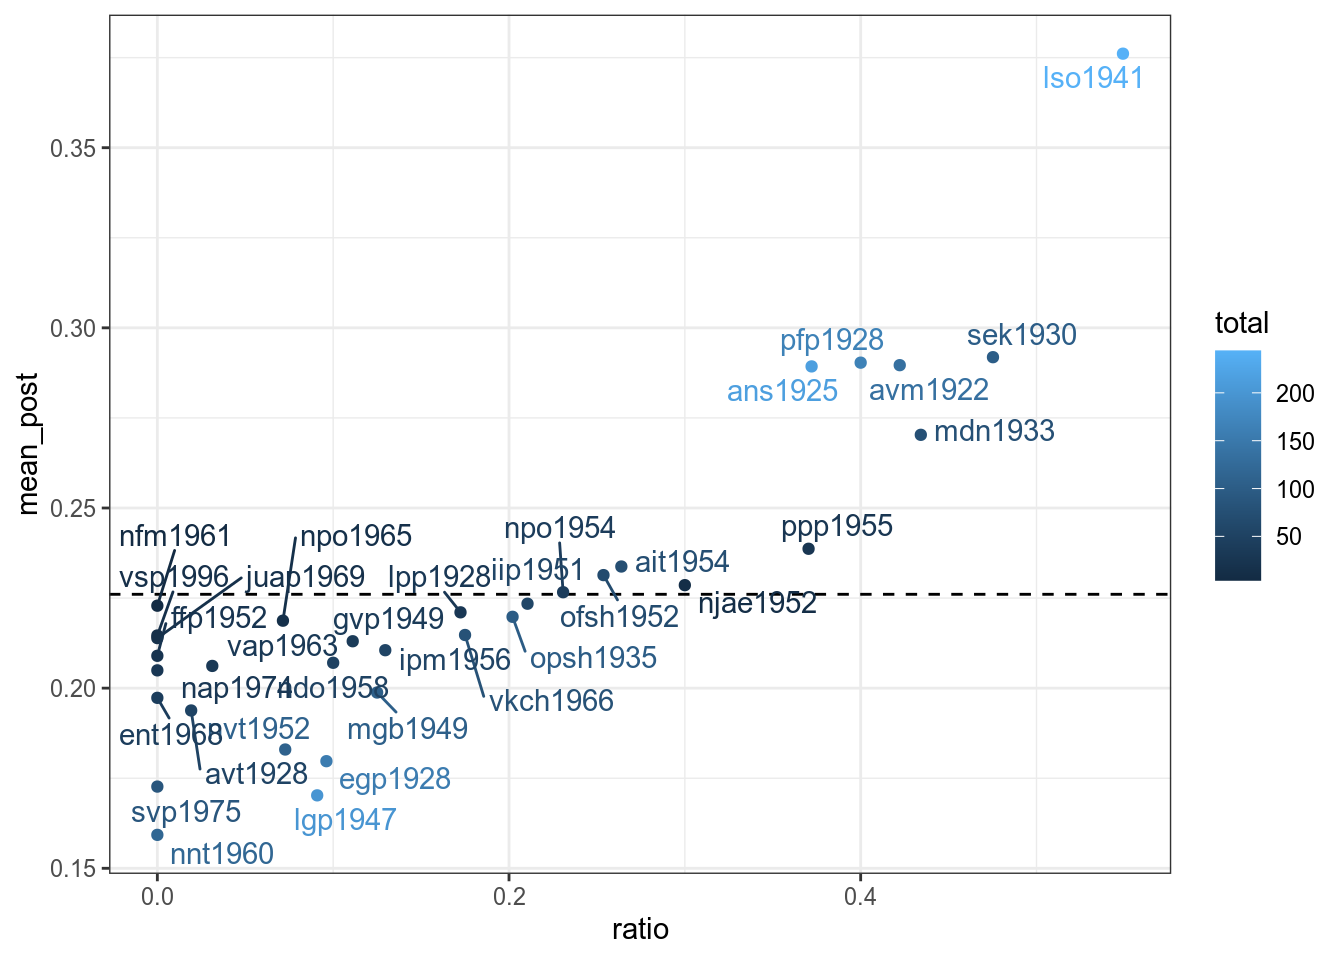 lso1941
0.35
0.30
sek1930
pfp1928
ans1925
avm1922
mdn1933
0.25
mean_post
total
200
150
100
50
nfm1961
npo1965
npo1954
ppp1955
vsp1996
juap1969
lpp1928
iip1951
ait1954
ffp1952
gvp1949
ofsh1952
njae1952
vap1963
ipm1956
opsh1935
0.20
nap1974
ndo1958
vkch1966
ent1968
nvt1952
mgb1949
avt1928
egp1928
svp1975
lgp1947
nnt1960
0.15
0.0
0.2
0.4
ratio